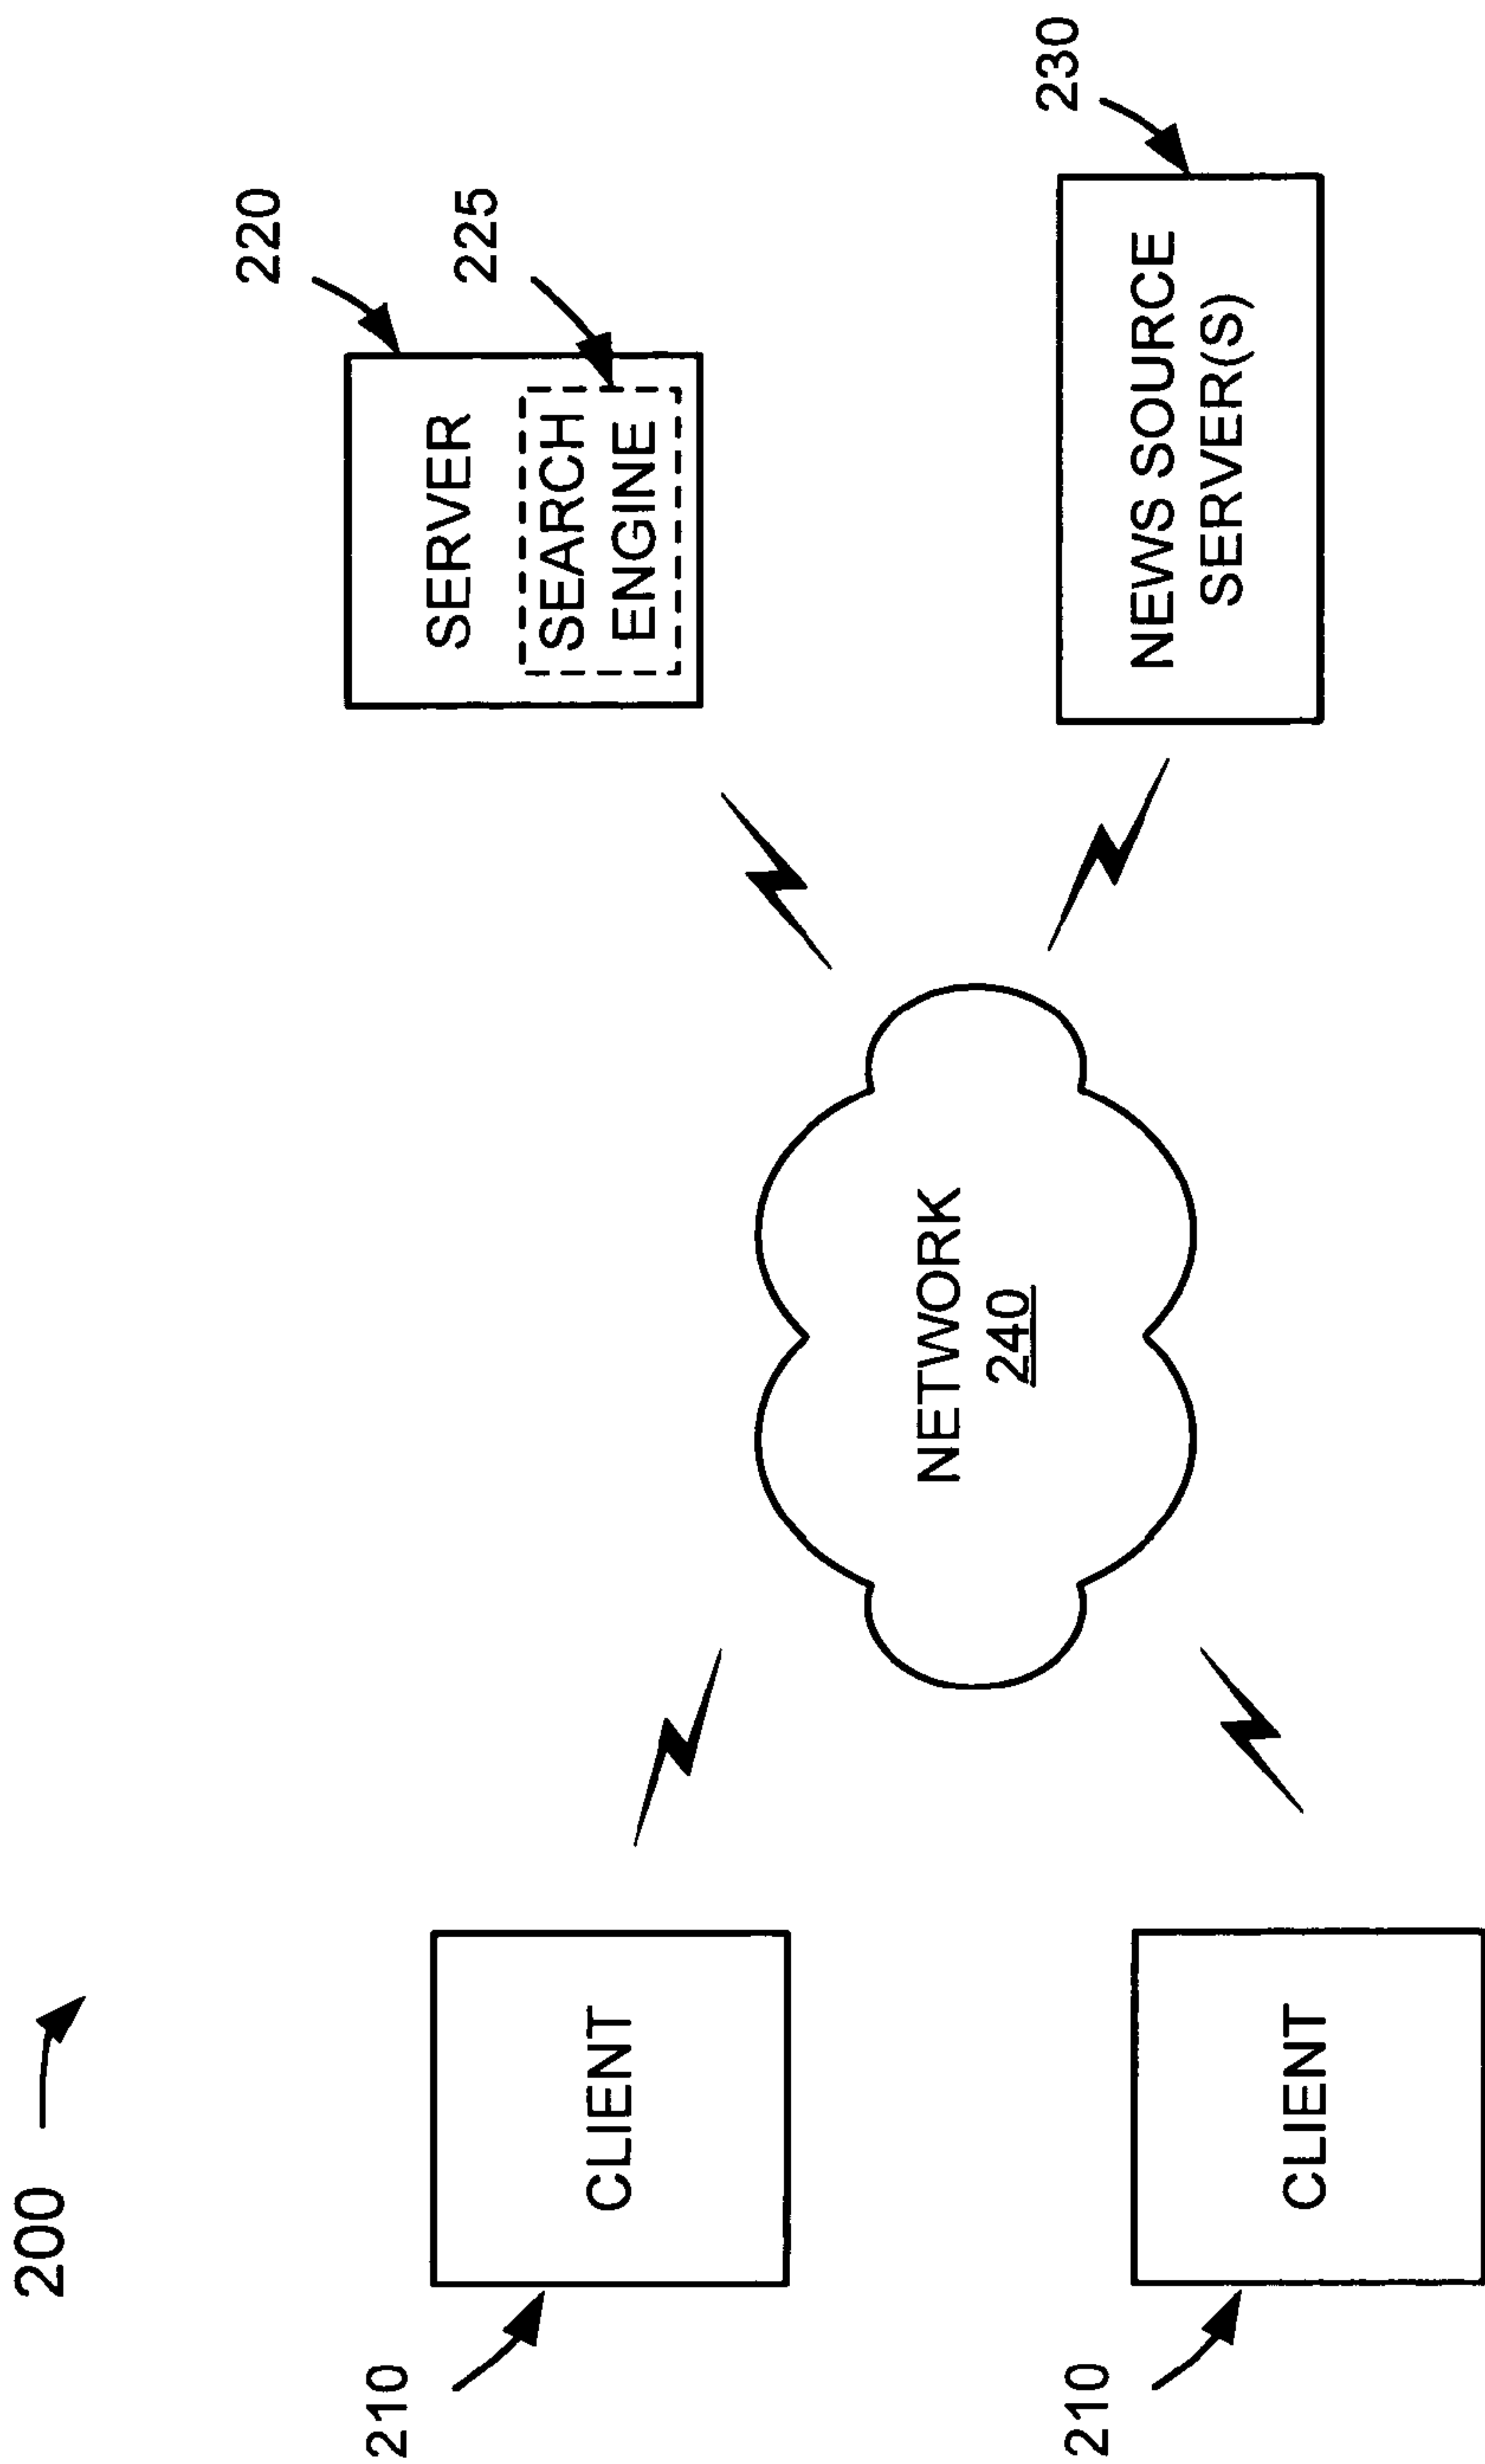 200
210
CLIENT
210
CLIENT
NETWORK
240
220
SERVER
225
SEARCH
ENGINE
230
NEWS SOURCE
SERVER(S)